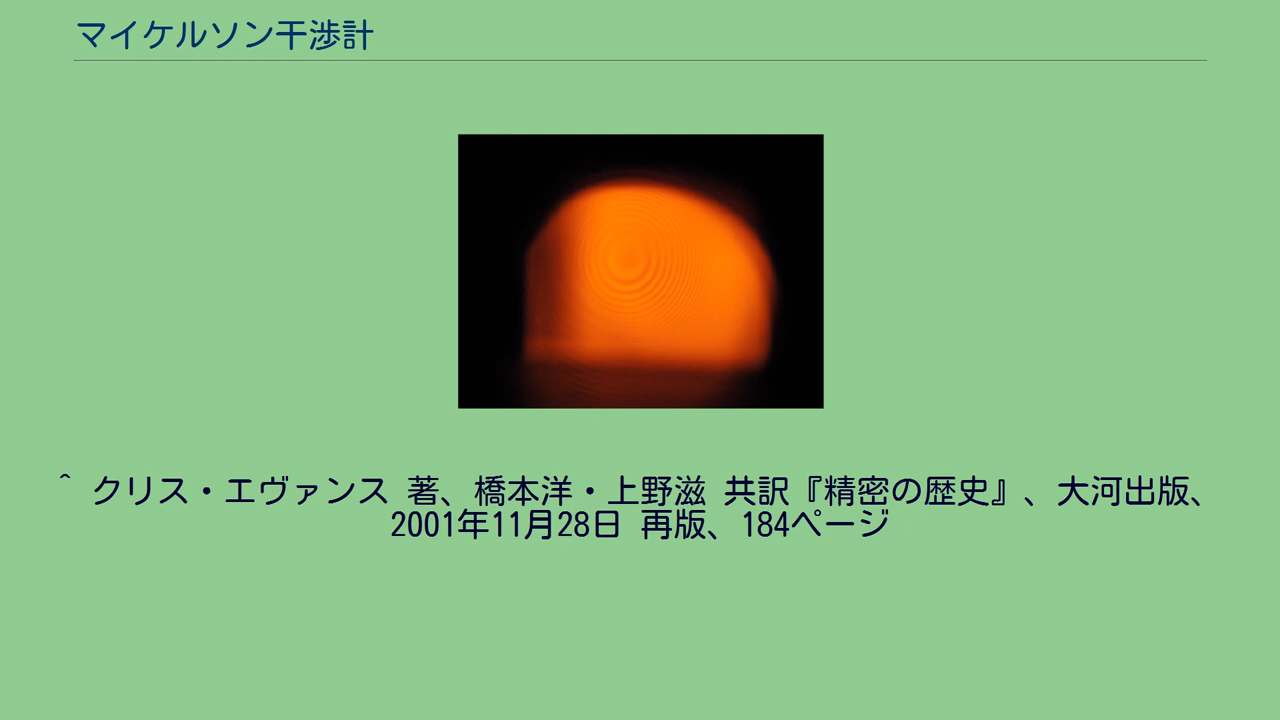 マイケルソン干渉計
^ クリス・エヴァンス 著、橋本洋・上野滋 共訳『精密の歴史』、大河出版、
2001年11月28日 再版、184ページ